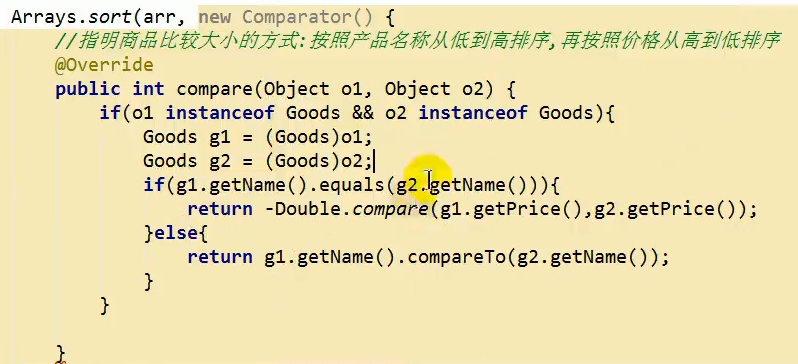 Arrays.sort(arr, new Comparator() {
//指明商品比较大小的方式:按照产品名称从低到高排序,再按照价格从高到低排序
@Override
public int compare(Object o1, Object o2) {
if(o1 instanceof Goods && o2 instanceof Goods){
Goods g1 = (Goods)o1;
Goods g2 = (Goods)o2;
if(g1.getName().equals(g2.getName())){
return -Double.compare(g1.getPrice(),g2.getPrice());
}else{
return g1.getName().compareTo(g2.getName());
}
}
}